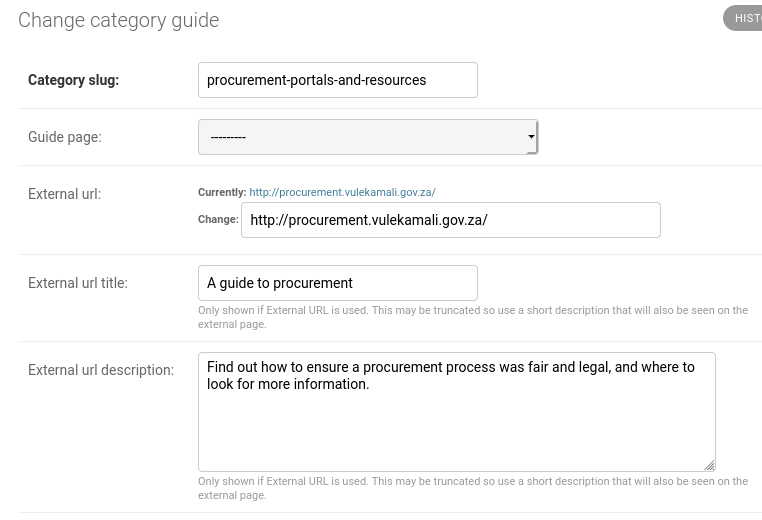 Change category guide
HIST
Category slug:
procurement-portals-and-resources
Guide page:
---------
External url:
Currently: http://procurement.vulekamali.gov.za/
Change: http://procurement.vulekamali.gov.za/
External url title:
A guide to procurement
Only shown if External URL is used. This may be truncated so use a short description that will also be seen on the
external page.
External url description:
Find out how to ensure a procurement process was fair and legal, and where to
look for more information.
Only shown if External URL is used. This may be truncated so use a short description that will also be seen on the
external page.